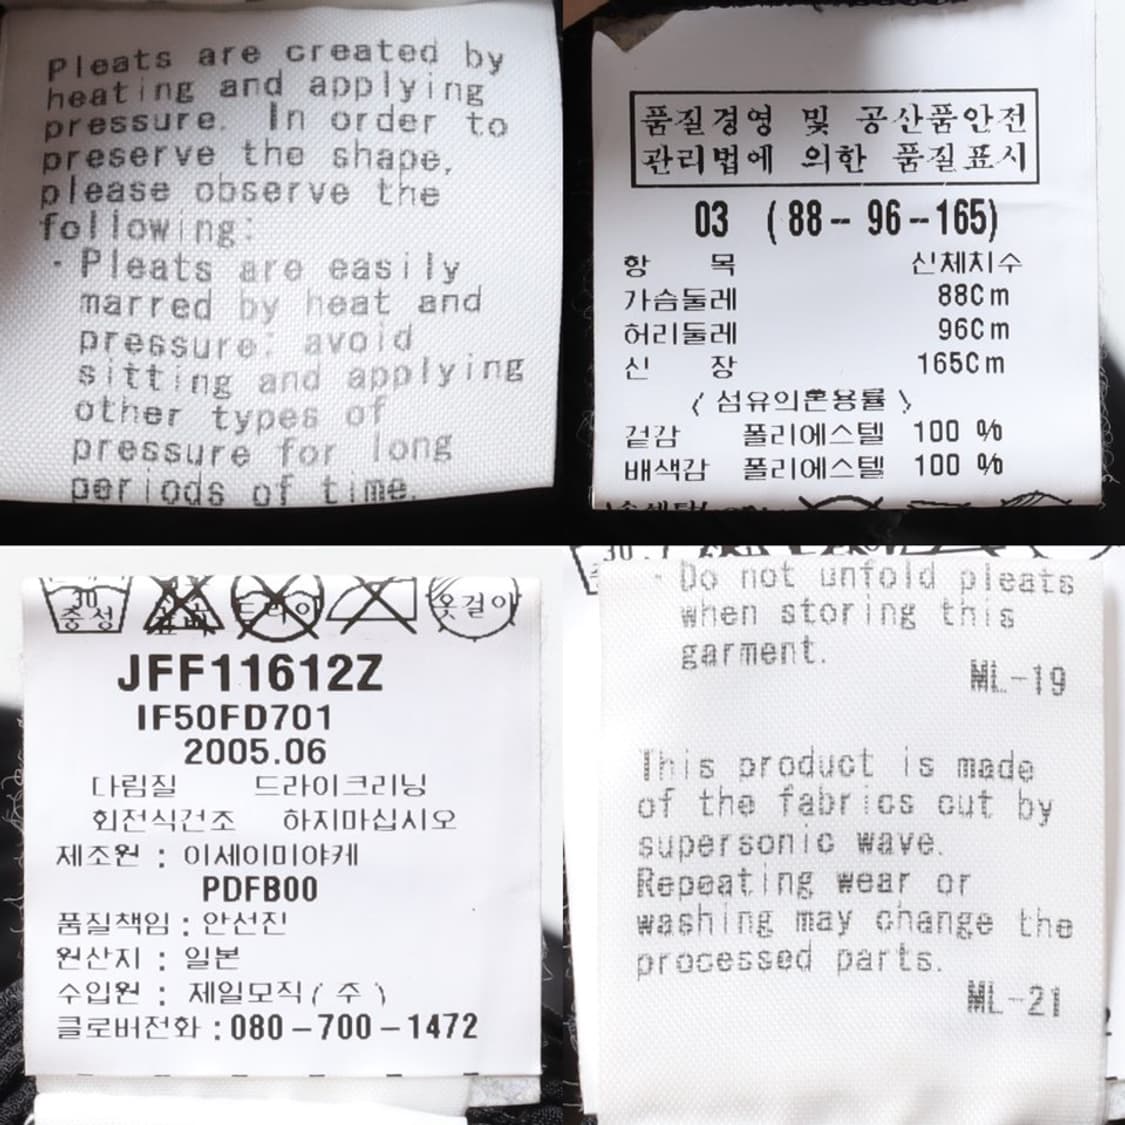 Pleats are created by
heating and applying
pressure. In order to
preserve the shape,
please observe the
following:
· Pleats are easily
marred by heat and
pressure: avoid
sitting and applying
other types of
pressure for long
periods of time.
품질경영 및 공산품안전
관리법에 의한 품질표시
03 (88-96-165)
항 목 신체치수
가슴둘레 88Cm
허리둘레 96Cm
신 장 165Cm
〈섬유의혼용률〉
겉감 폴리에스텔 100 %
배색감 폴리에스텔 100 %
30
중성 드라이 옷걸이
JFF11612Z
IF50FD701
2005.06
다림질 드라이크리닝
회전식건조 하지마십시오
제조원 : 이세이미야케
PDFB00
품질책임 : 안선진
원산지 : 일본
수입원 : 제일모직(주)
클로버전화 : 080-700-1472
· Do not unfold pleats
when storing this
garment.
ML-19
This product is made
of the fabrics cut by
supersonic wave.
Repeating wear or
washing may change the
processed parts.
ML-21